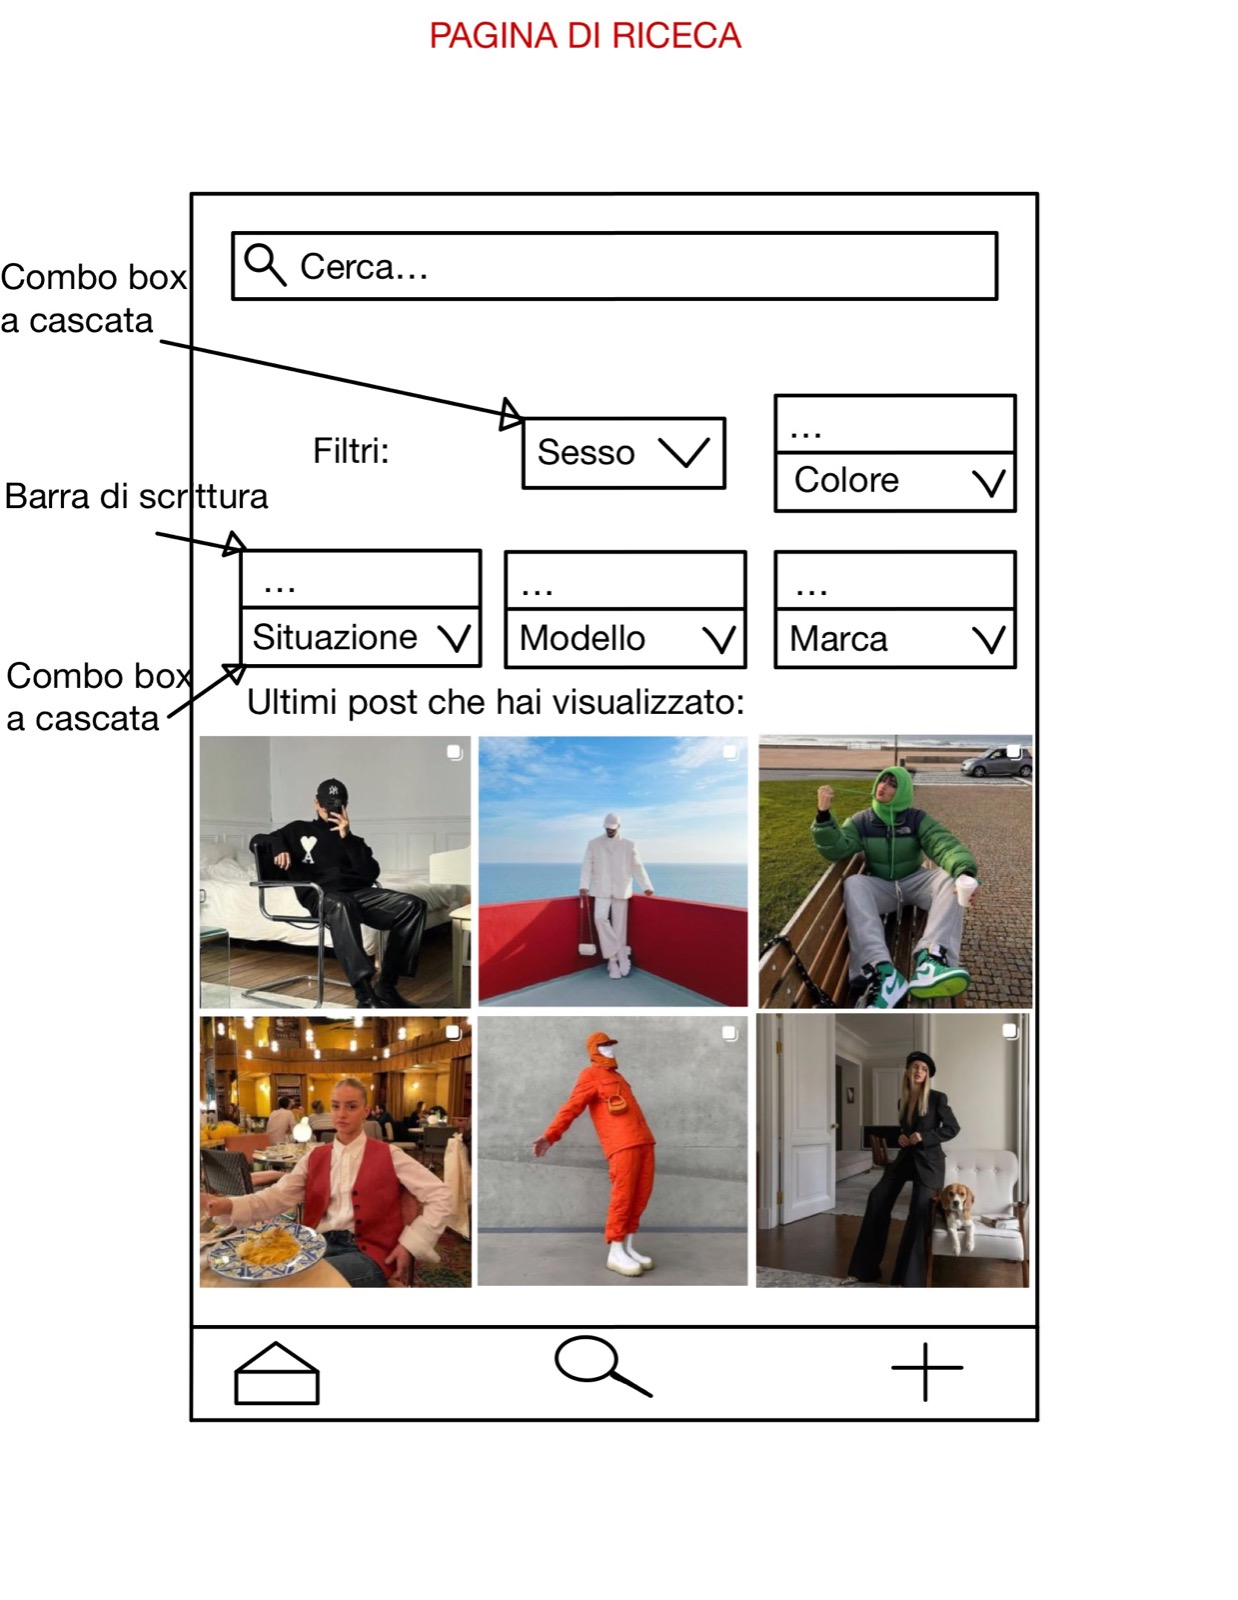 PAGINA DI RICECA
Cerca...
Combo box
a cascata
Filtri:
Sesso
...
Colore
Barra di scrittura
...
Situazione
...
Modello
...
Marca
Combo box
a cascata
Ultimi post che hai visualizzato:
A